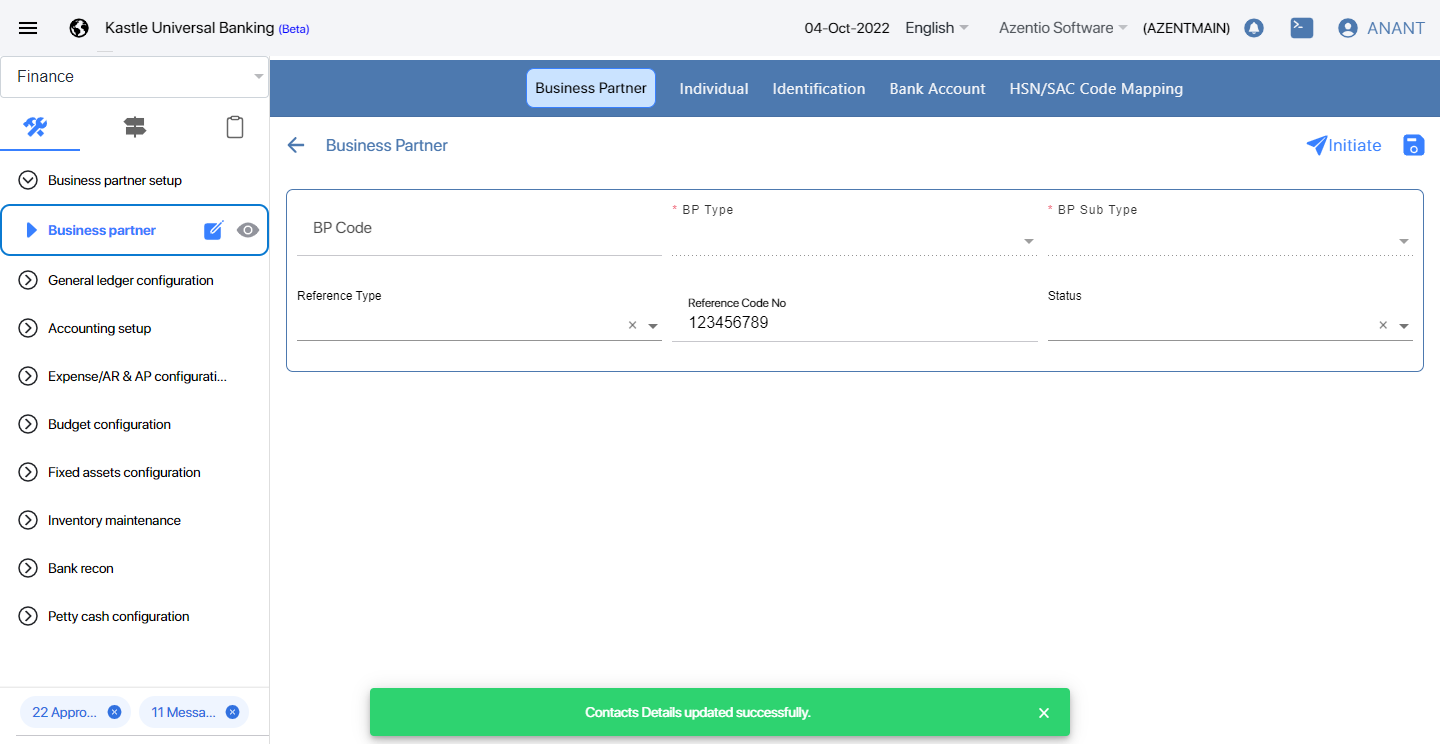 Kastle Universal Banking (Beta)
04-Oct-2022 English Azentio Software (AZENTMAIN) ANANT
Finance
Business Partner Individual Identification Bank Account HSN/SAC Code Mapping
Business Partner
Initiate
Business partner setup
Business partner
General ledger configuration
Accounting setup
Expense/AR & AP configurati...
Budget configuration
Fixed assets configuration
Inventory maintenance
Bank recon
Petty cash configuration
BP Code
* BP Type
* BP Sub Type
Reference Type
Reference Code No
123456789
Status
22 Appro...
11 Messa...
Contacts Details updated successfully.